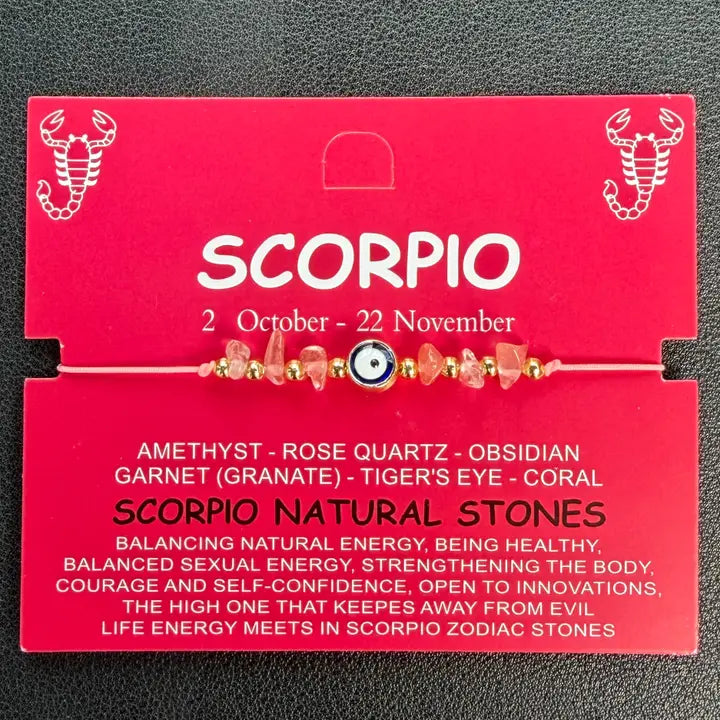 SCORPIO
2 October - 22 November
AMETHYST - ROSE QUARTZ - OBSIDIAN
GARNET (GRANATE) - TIGER'S EYE - CORAL
SCORPIO NATURAL STONES
BALANCING NATURAL ENERGY, BEING HEALTHY,
BALANCED SEXUAL ENERGY, STRENGTHENING THE BODY,
COURAGE AND SELF-CONFIDENCE, OPEN TO INNOVATIONS,
THE HIGH ONE THAT KEEPES AWAY FROM EVIL
LIFE ENERGY MEETS IN SCORPIO ZODIAC STONES